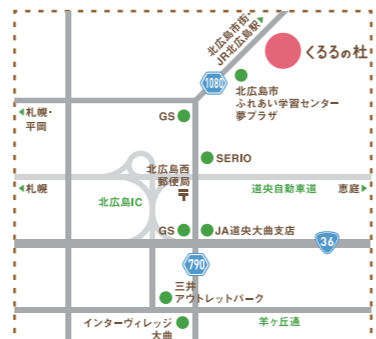 北広島市街・
JR北広島駅
くるるの杜
1080
北広島市
ふれあい学習センター
夢プラザ
札幌・
平岡
GS
SERIO
北広島西
郵便局
〒
札幌
北広島IC
道央自動車道
恵庭
GS
JA道央大曲支店
36
790
三井
アウトレットパーク
インターヴィレッジ
大曲
羊ヶ丘通